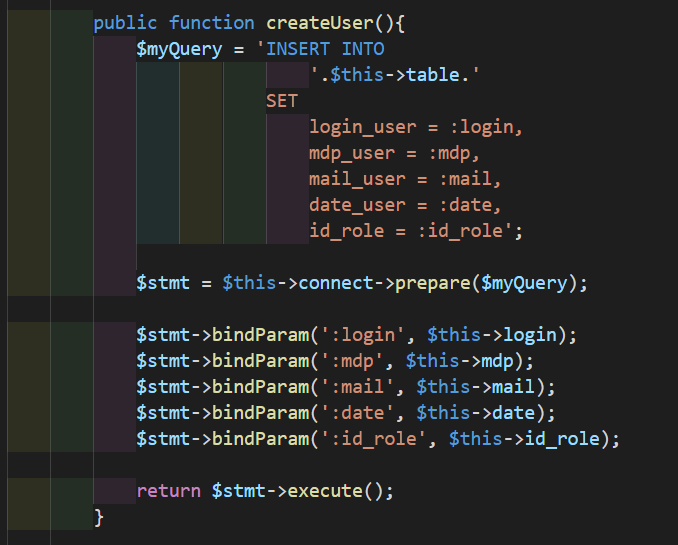 public function createUser(){
$myQuery = 'INSERT INTO
'.$this->table.'
SET
login_user = :login,
mdp_user = :mdp,
mail_user = :mail,
date_user = :date,
id_role = :id_role';
$stmt = $this->connect->prepare($myQuery);
$stmt->bindParam(':login', $this->login);
$stmt->bindParam(':mdp', $this->mdp);
$stmt->bindParam(':mail', $this->mail);
$stmt->bindParam(':date', $this->date);
$stmt->bindParam(':id_role', $this->id_role);
return $stmt->execute();
}